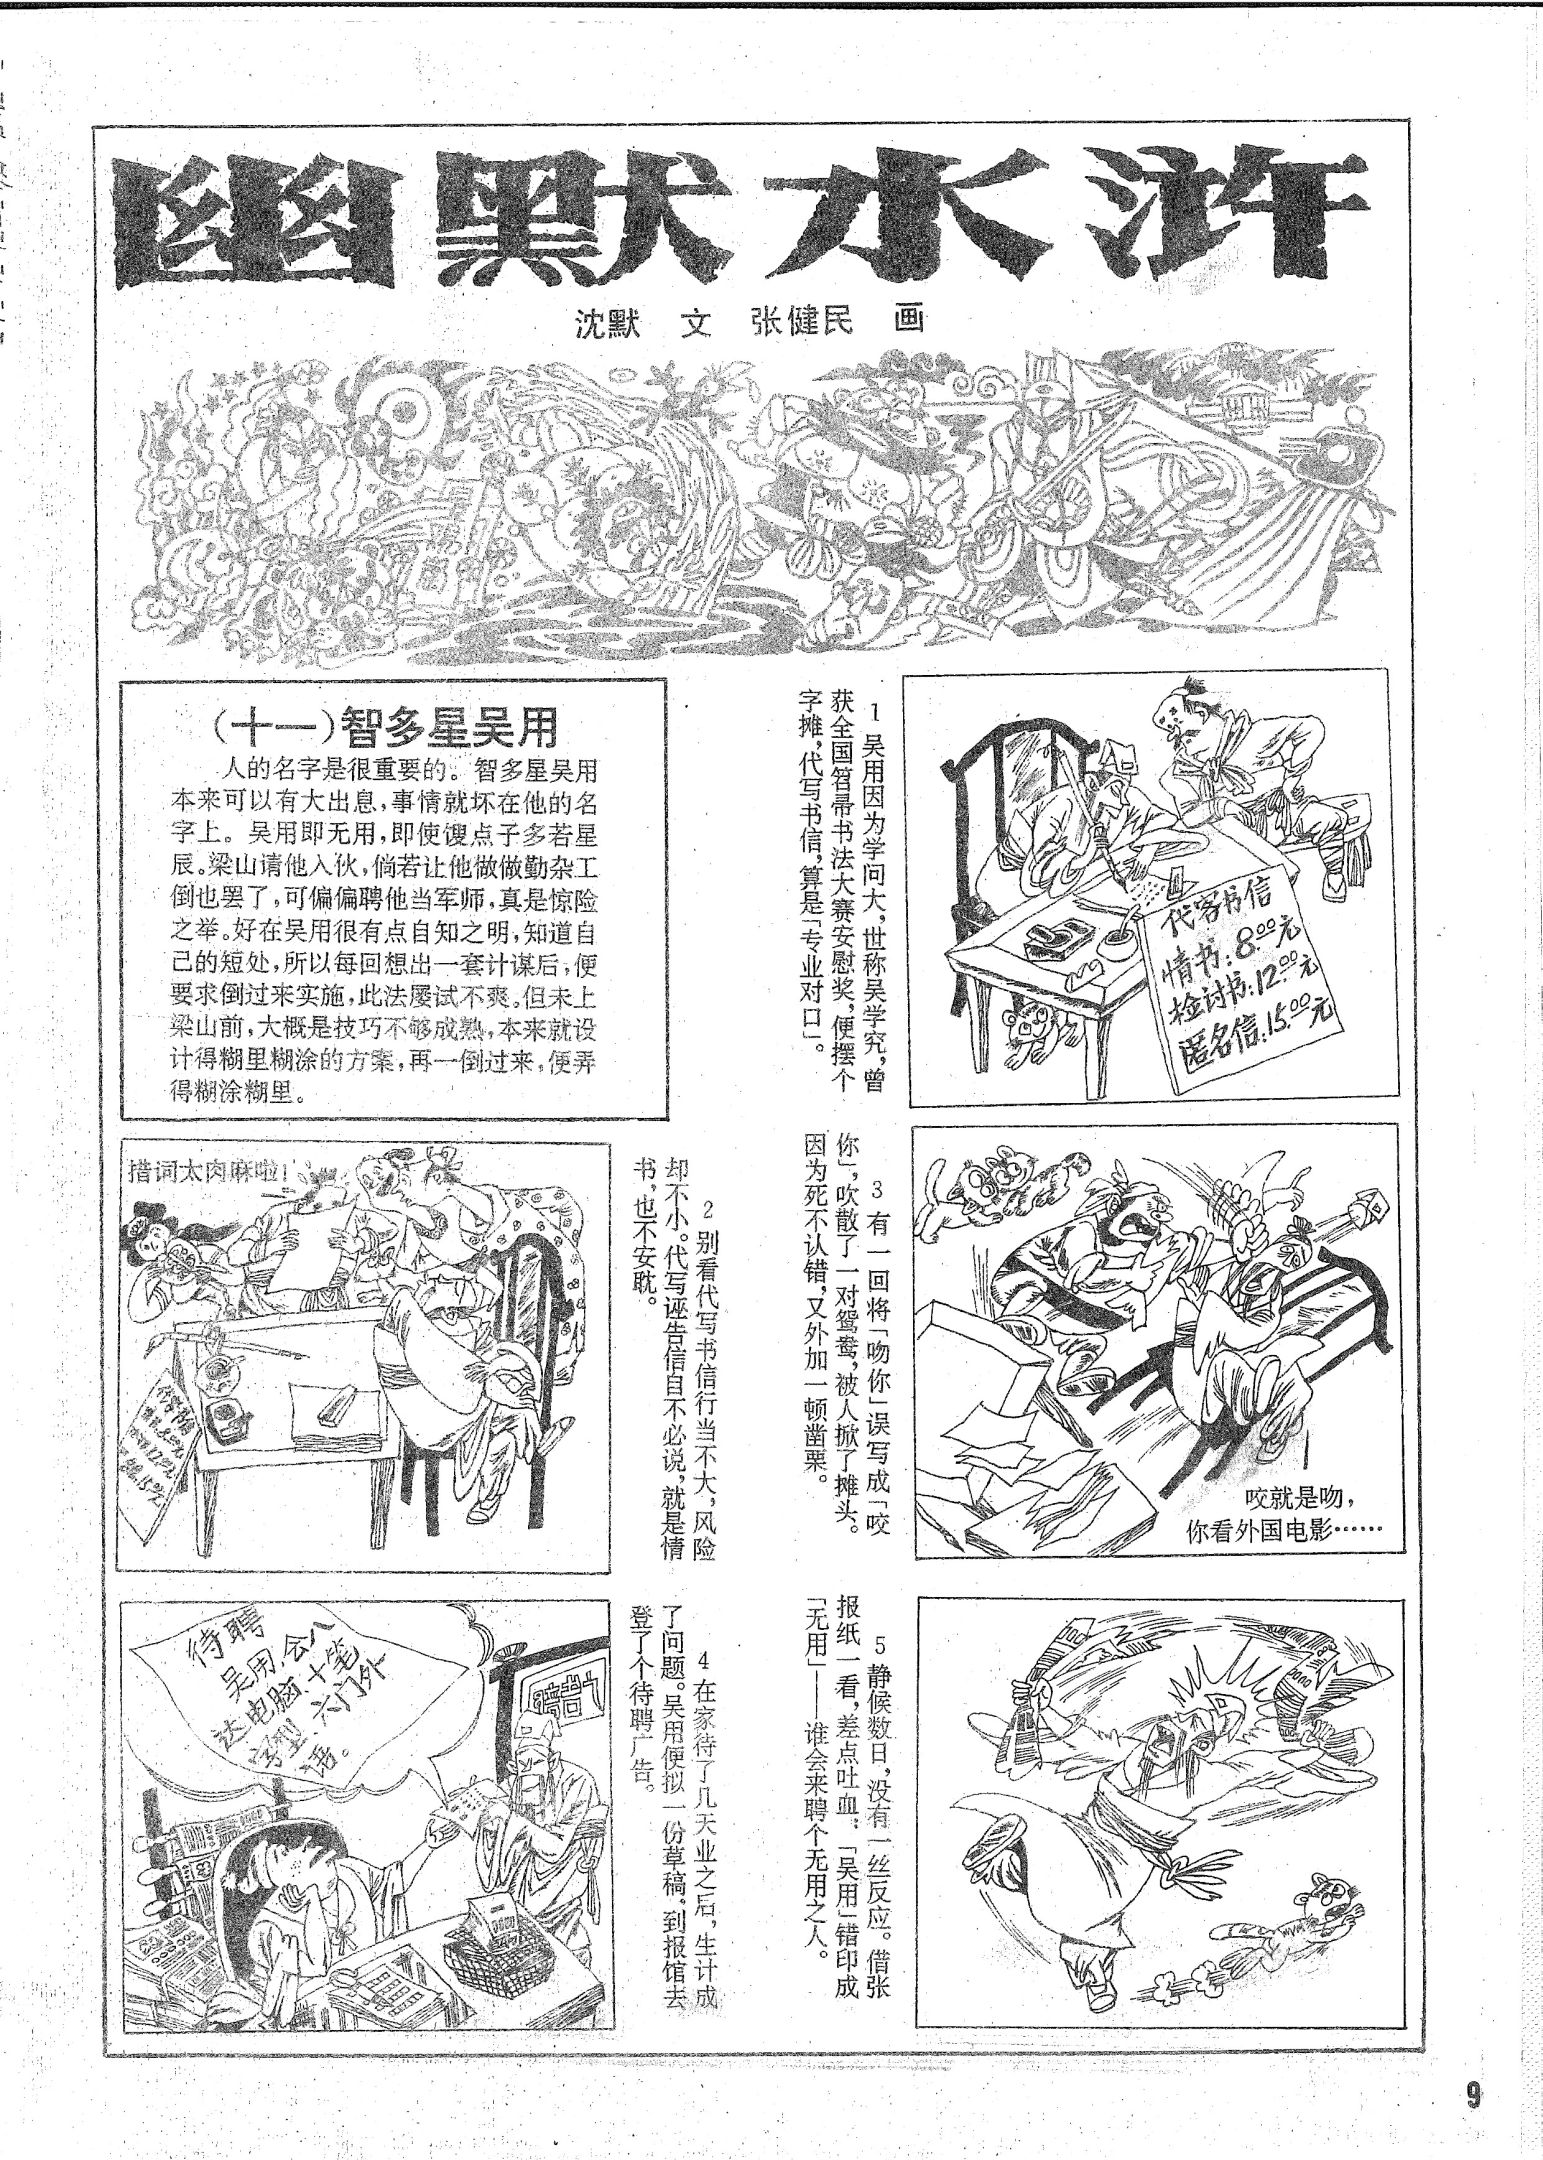 幽默水浒
沈默 文 张健民 画
(十一)智多星吴用
人的名字是很重要的。智多星吴用
本来可以有大出息,事情就坏在他的名
字上。吴用即无用,即使馊点子多若星
辰。梁山请他入伙,倘若让他做做勤杂工
倒也罢了,可偏偏聘他当军师,真是惊险
之举。好在吴用很有点自知之明,知道自
己的短处,所以每回想出一套计谋后,便
要求倒过来实施,此法屡试不爽。但未上
梁山前,大概是技巧不够成熟,本来就设
计得糊里糊涂的方案,再一倒过来,便弄
得糊涂糊里。
1 吴用因为学问大,世称吴学究,曾
获全国笤帚书法大赛安慰奖,便摆个
字摊,代写书信,算是「专业对口」。
代客书信
情书:8.00元
检讨书:12.00元
匿名信:15.00元
措词太肉麻啦!
2 别看代写书信行当不大,风险
却不小。代写诬告信自不必说,就是情
书,也不安耽。
3 有一回将「吻你」误写成「咬
你」,吹散了一对鸳鸯,被人掀了摊头。
因为死不认错,又外加一顿凿栗。
咬就是吻,
你看外国电影……
待聘
吴用,会八
达电脑、十笔
字型、六门外
语。
4 在家待了几天业之后,生计成
了问题。吴用便拟一份草稿,到报馆去
登了个待聘广告。
5 静候数日,没有一丝反应。借张
报纸一看,差点吐血:「吴用」错印成
「无用」——谁会来聘个无用之人。
9